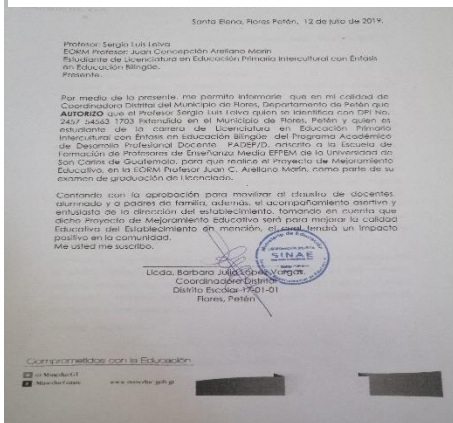 Santa Elena, Flores Petén, 12 de julio de 2019.
Profesor: Sergio Luis Leiva
EORM Profesor: Juan Concepción Arellano Marín
Estudiante de Licenciatura en Educación Primaria Intercultural con Énfasis
en Educación Bilingüe.
Presente.
Por medio de la presente, me permito informarle que en mi calidad de
Coordinadora Distrital del Municipio de Flores, Departamento de Petén que
AUTORIZO que el Profesor Sergio Luis Leiva quien se identifica con DPI No.
2457 54563 1703 Extendido en el Municipio de Flores, Petén y quien es
estudiante de la carrera de Licenciatura en Educación Primaria
Intercultural con Énfasis en Educación Bilingüe del Programa Académico
de Desarrollo Profesional Docente PADEP/D, adscrito a la Escuela de
Formación de Profesores de Enseñanza Media EFPEM de la Universidad de
San Carlos de Guatemala, para que realice el Proyecto de Mejoramiento
Educativo, en la EORM Profesor Juan C. Arellano Marín, como parte de su
examen de graduación de Licenciado.
Contando con la aprobación para movilizar al claustro de docentes,
alumnado y a padres de familia, además, el acompañamiento asertivo y
entusiasta de la dirección del establecimiento, tomando en cuenta que
dicho Proyecto de Mejoramiento Educativo será para mejorar la calidad
Educativa del Establecimiento en mención, el cual tendrá un impacto
positivo en la comunidad.
Me usted me suscribo.
Ministerio de Educación
SINAE
Licda. Barbara Julia López Vargas.
Coordinadora Distrital
Distrito Escolar 17-01-01
Flores, Petén
Comprometidos con la Educación
www.mineduc.gob.gt